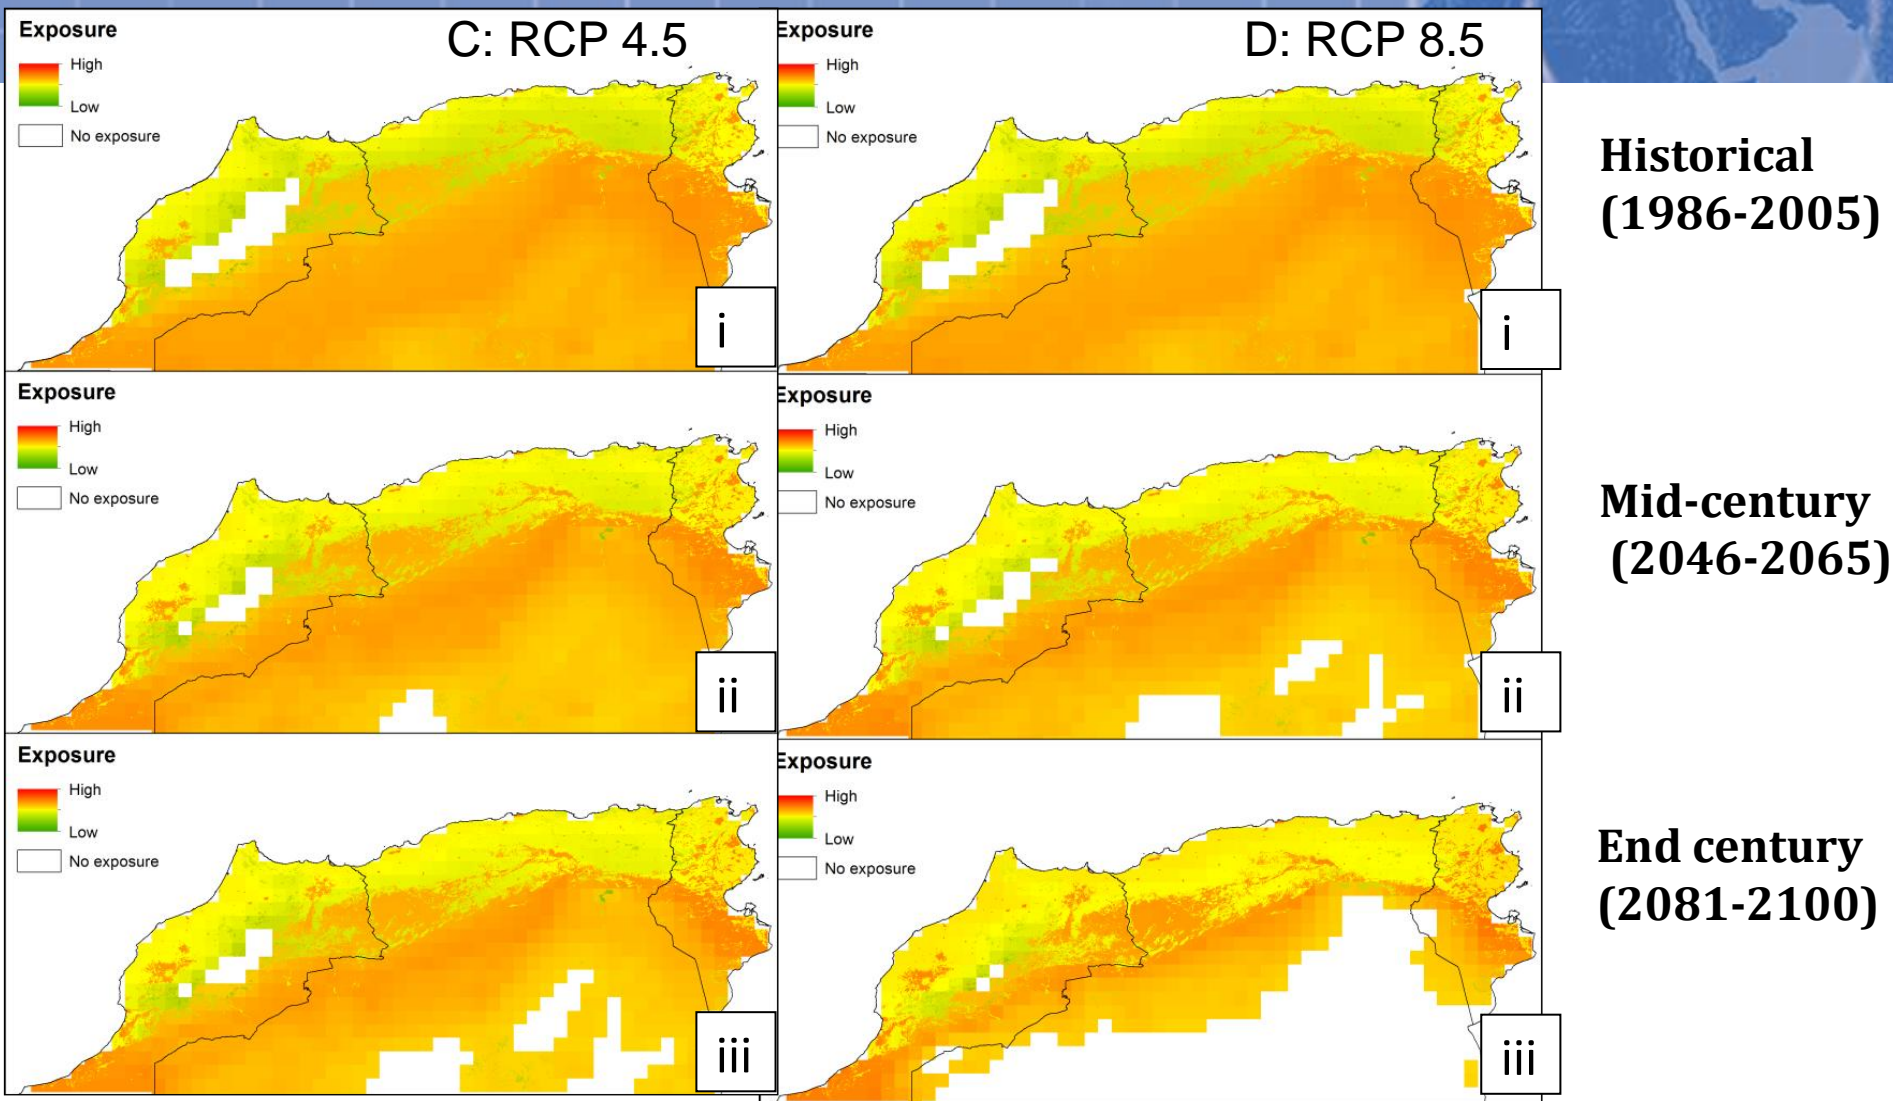 Exposure
C: RCP 4.5
High
Low
No exposure
i
Exposure
D: RCP 8.5
High
Low
No exposure
i
Historical
(1986-2005)
Exposure
High
Low
No exposure
ii
Exposure
High
Low
No exposure
ii
Mid-century
(2046-2065)
Exposure
High
Low
No exposure
iii
Exposure
High
Low
No exposure
iii
End century
(2081-2100)